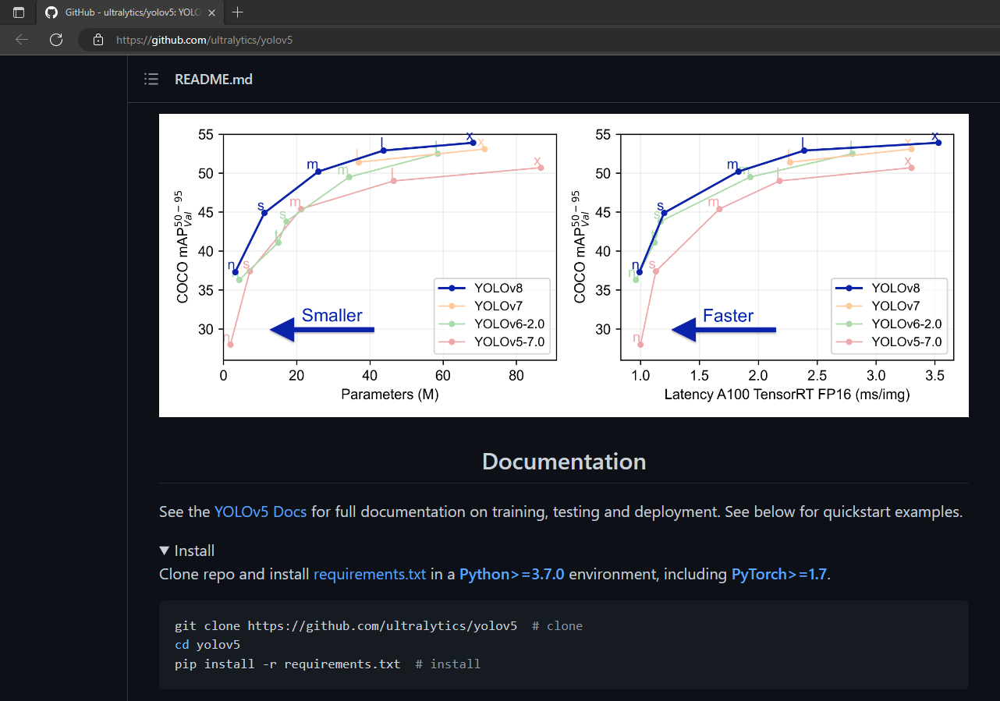 GitHub - ultralytics/yolov5: YOLO
https://github.com/ultralytics/yolov5
README.md
55
50
45
40
35
30
COCO mAP50-95 Val
n
s
m
l
x
n
t
s
m
l
l
x
n
s
m
l
x
YOLOv8
YOLOv7
YOLOv6-2.0
YOLOv5-7.0
Smaller
0 20 40 60 80
Parameters (M)
55
50
45
40
35
30
COCO mAP50-95 Val
n
s
m
l
x
n
t
s
m
l
l
x
n
s
m
l
x
YOLOv8
YOLOv7
YOLOv6-2.0
YOLOv5-7.0
Faster
1.0 1.5 2.0 2.5 3.0 3.5
Latency A100 TensorRT FP16 (ms/img)
Documentation
See the YOLOv5 Docs for full documentation on training, testing and deployment. See below for quickstart examples.
▼ Install
Clone repo and install requirements.txt in a Python>=3.7.0 environment, including PyTorch>=1.7.
git clone https://github.com/ultralytics/yolov5 # clone
cd yolov5
pip install -r requirements.txt # install